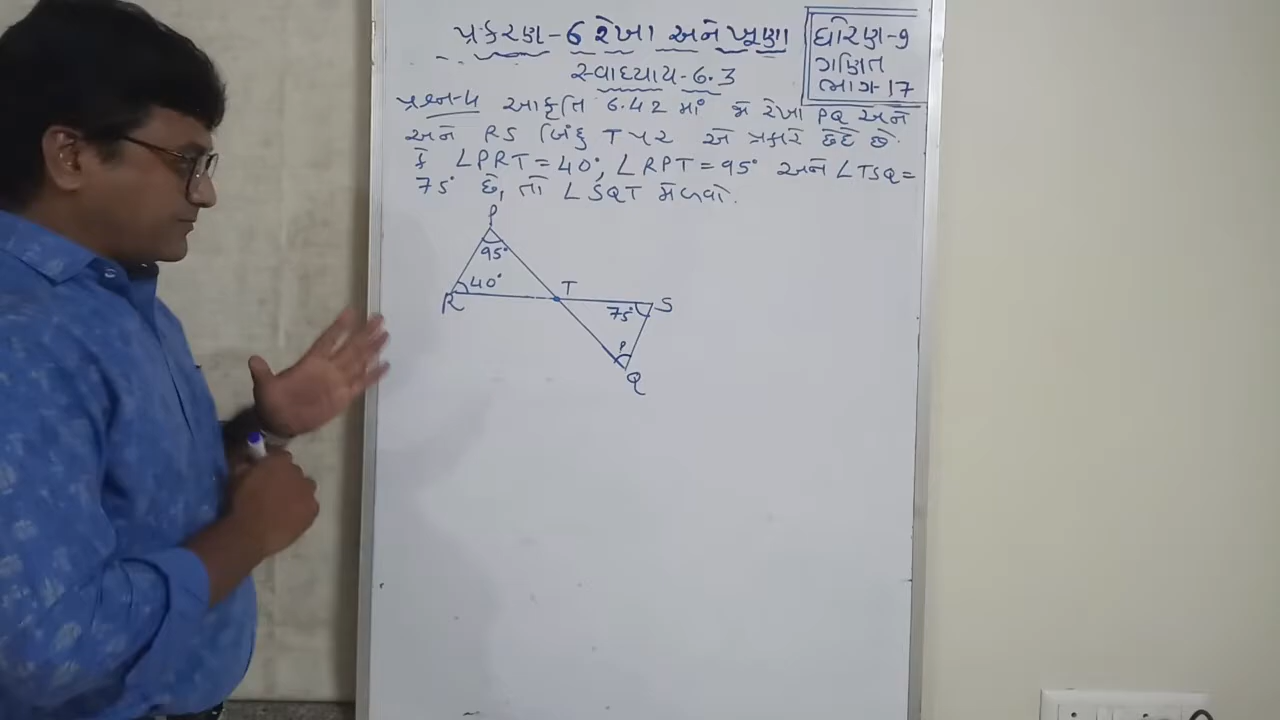 પ્રકરણ-6 રેખા અને ખૂણા
સ્વાધ્યાય-6.3
ધોરણ-9
ગણિત
ભાગ-17
પ્રશ્ન-4 આકૃતિ 6.42 માં જો રેખા PQ અને
અને RS બિંદુ T પર એ પ્રકારે છેદે છે.
કે ∠PRT = 40°, ∠RPT = 95° અને ∠TSQ =
75° છે, તો ∠SQT મેળવો.
P
95°
40°
R
T
75°
S
?
Q